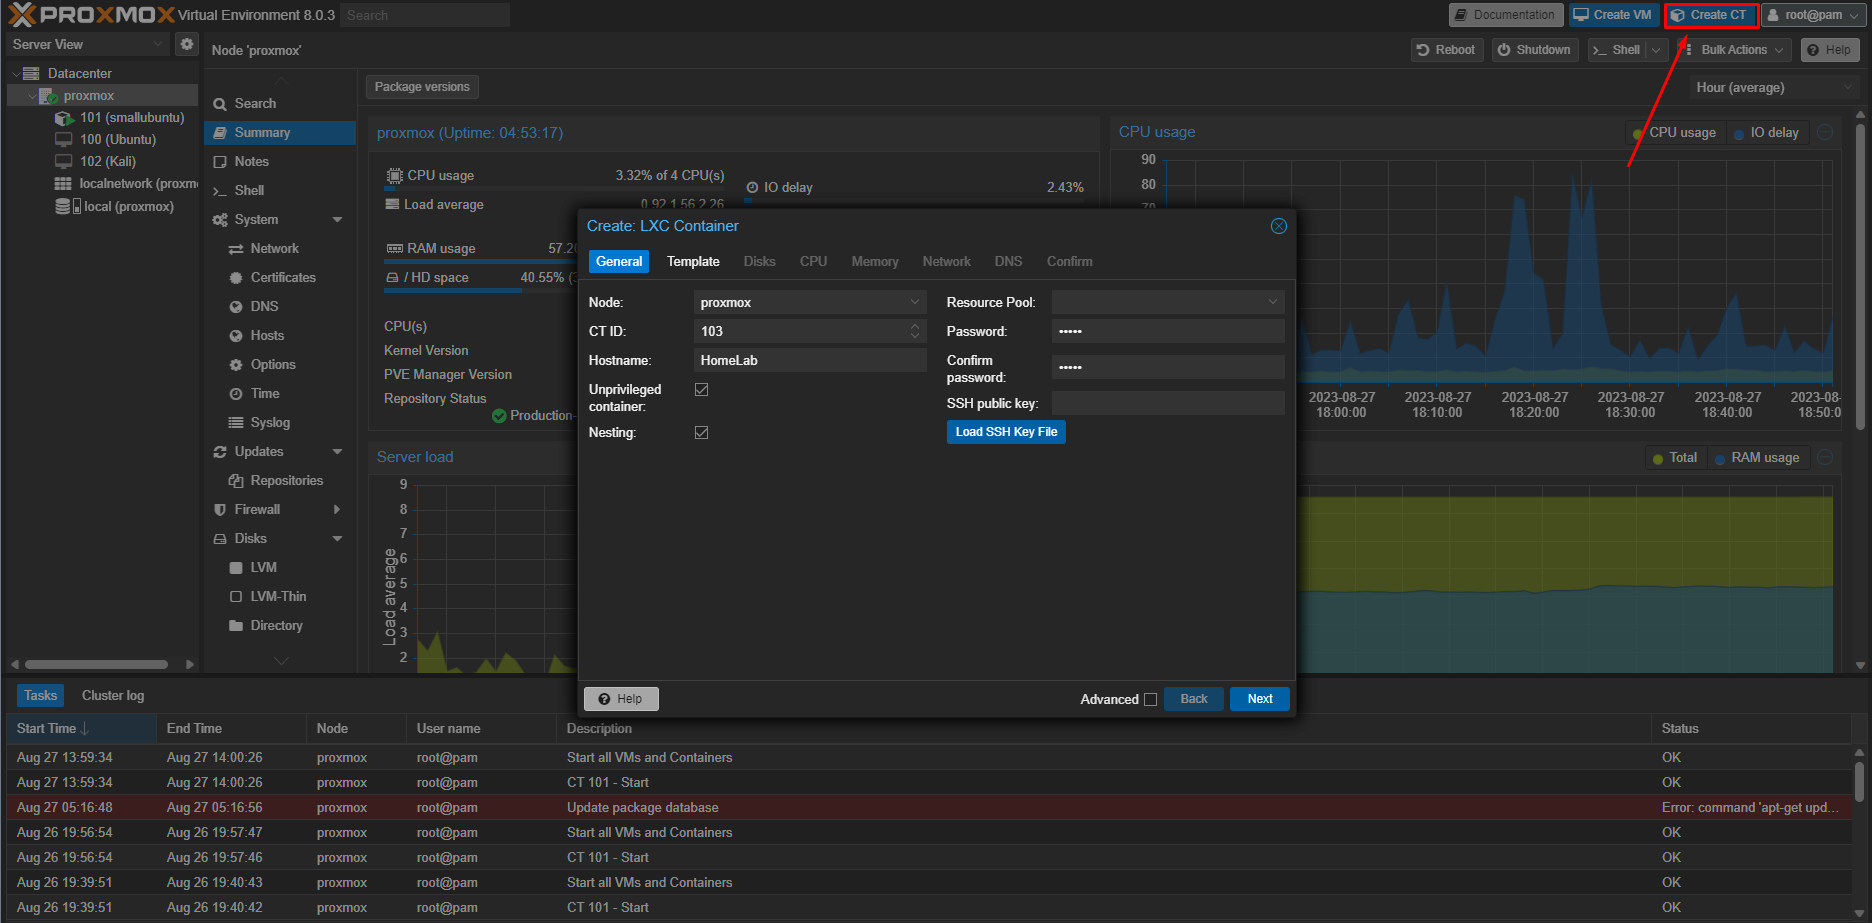 PROXMOX Virtual Environment 8.0.3 Search Documentation Create VM Create CT root@pam
Server View
Node 'proxmox' Reboot Shutdown >_ Shell Bulk Actions Help
Datacenter
proxmox
101 (smallubuntu)
100 (Ubuntu)
102 (Kali)
localnetwork (proxm
local (proxmox)
Search
Summary
Notes
>_ Shell
System
Network
Certificates
DNS
Hosts
Options
Time
Syslog
Updates
Repositories
Firewall
Disks
LVM
LVM-Thin
Directory
Package versions Hour (average)
proxmox (Uptime: 04:53:17)
CPU usage 3.32% of 4 CPU(s) IO delay 2.43%
Load average 0.92,1.56,2.26
RAM usage 57.20
/ HD space 40.55% (
CPU(s)
Kernel Version
PVE Manager Version
Repository Status
Production-
CPU usage CPU usage IO delay
90
80
70
2023-08-27 2023-08-27 2023-08-27 2023-08-27 2023-08-27 2023-08-
18:00:00 18:10:00 18:20:00 18:30:00 18:40:00 18:50:0
Server load
9
8
7
6
5
4
3
2
Load average
Total RAM usage
Create: LXC Container
General Template Disks CPU Memory Network DNS Confirm
Node: proxmox Resource Pool:
CT ID: 103 Password: •••••
Hostname: HomeLab Confirm password: •••••
Unprivileged container: SSH public key:
Nesting: Load SSH Key File
Help Advanced Back Next
Tasks Cluster log
Start Time End Time Node User name Description Status
Aug 27 13:59:34 Aug 27 14:00:26 proxmox root@pam Start all VMs and Containers OK
Aug 27 13:59:34 Aug 27 14:00:26 proxmox root@pam CT 101 - Start OK
Aug 27 05:16:48 Aug 27 05:16:56 proxmox root@pam Update package database Error: command 'apt-get upd...
Aug 26 19:56:54 Aug 26 19:57:47 proxmox root@pam Start all VMs and Containers OK
Aug 26 19:56:54 Aug 26 19:57:46 proxmox root@pam CT 101 - Start OK
Aug 26 19:39:51 Aug 26 19:40:43 proxmox root@pam Start all VMs and Containers OK
Aug 26 19:39:51 Aug 26 19:40:42 proxmox root@pam CT 101 - Start OK